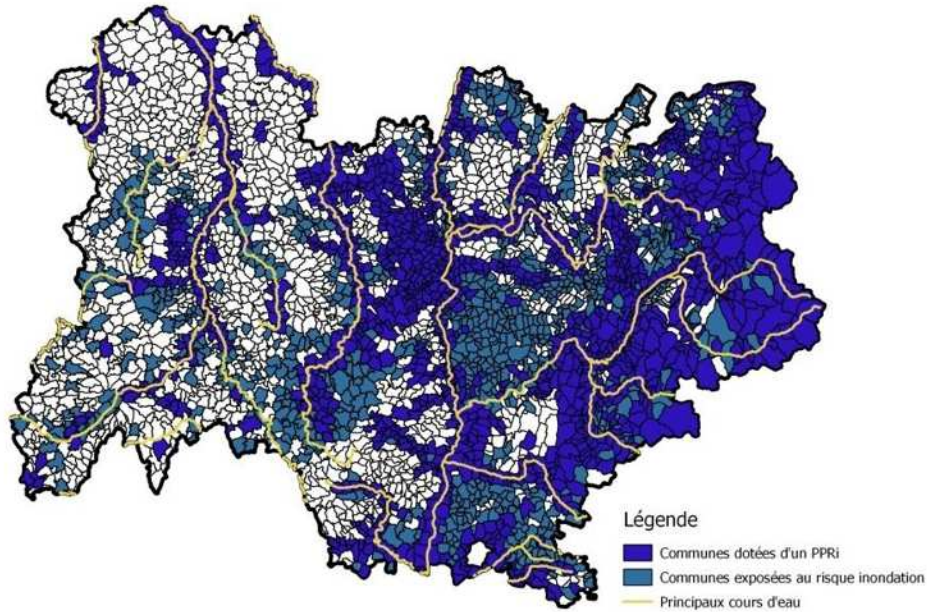 Légende
Communes dotées d'un PPRi
Communes exposées au risque inondation
Principaux cours d'eau